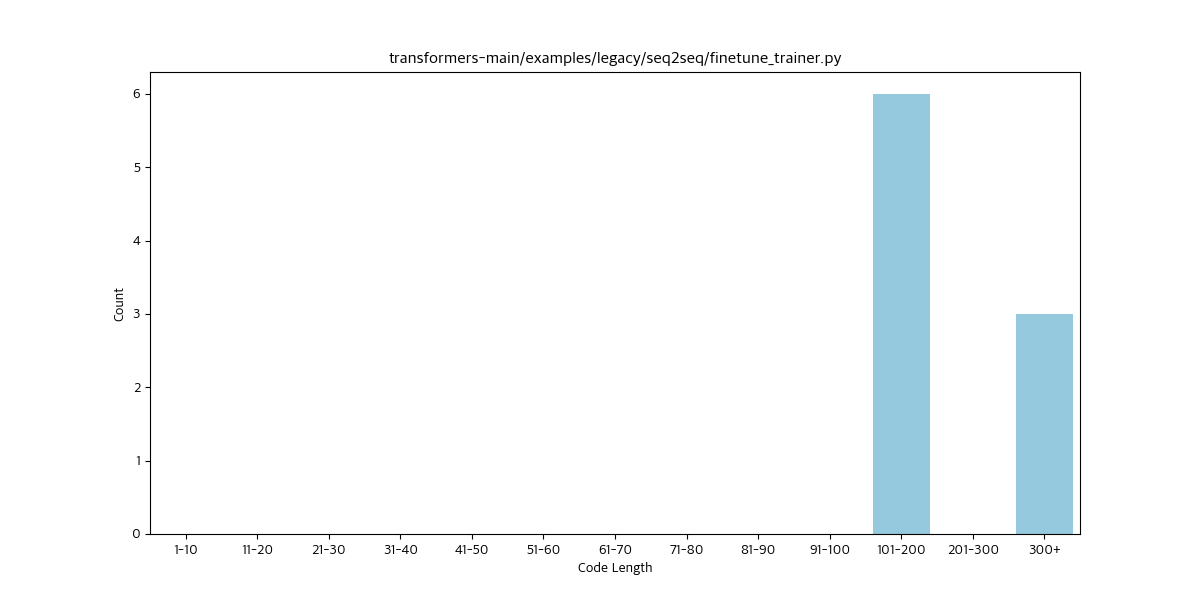 transformers-main/examples/legacy/seq2seq/finetune_trainer.py
6
5
4
3
2
1
0
Count
1-10 11-20 21-30 31-40 41-50 51-60 61-70 71-80 81-90 91-100 101-200 201-300 300+
Code Length